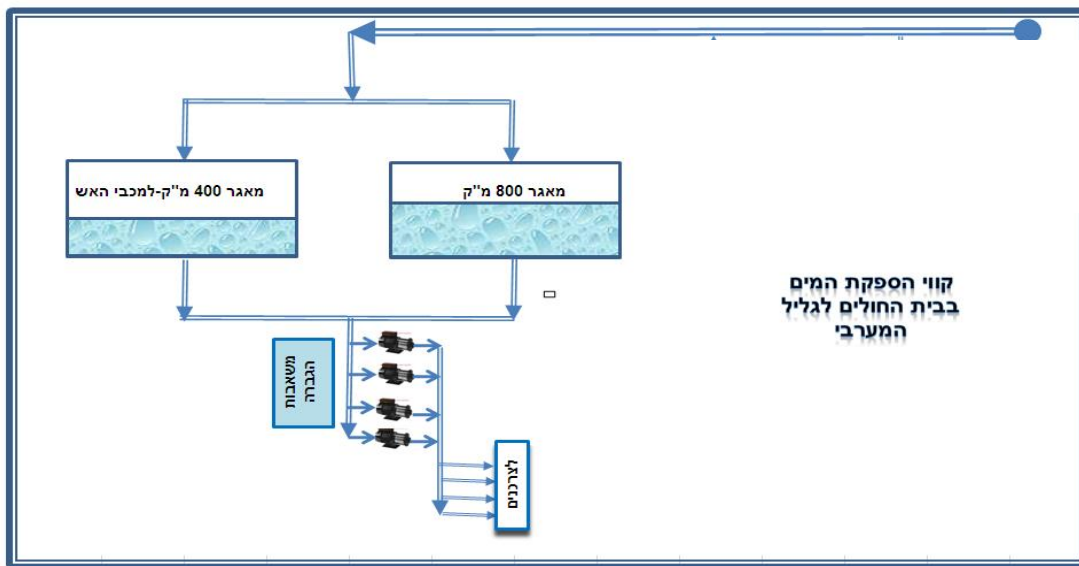 מאגר 400 מ"ק-למכבי האש
מאגר 800 מ"ק
קווי הספקת המים
בבית החולים לגליל
המערבי
משאבות
הגברה
לצרכנים